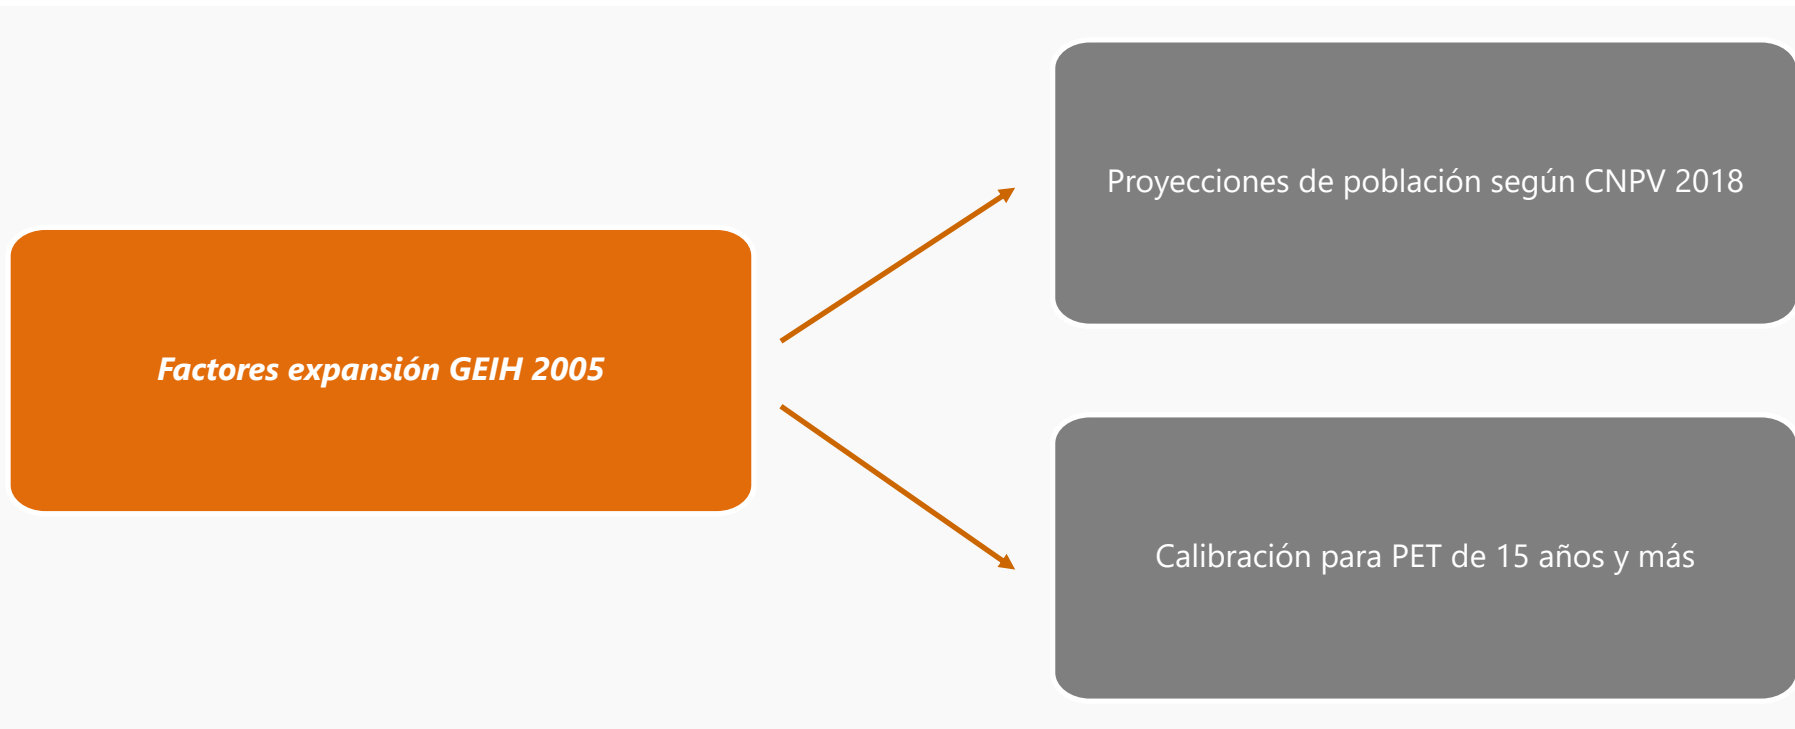 Proyecciones de población según CNPV 2018
Factores expansión GEIH 2005
Calibración para PET de 15 años y más